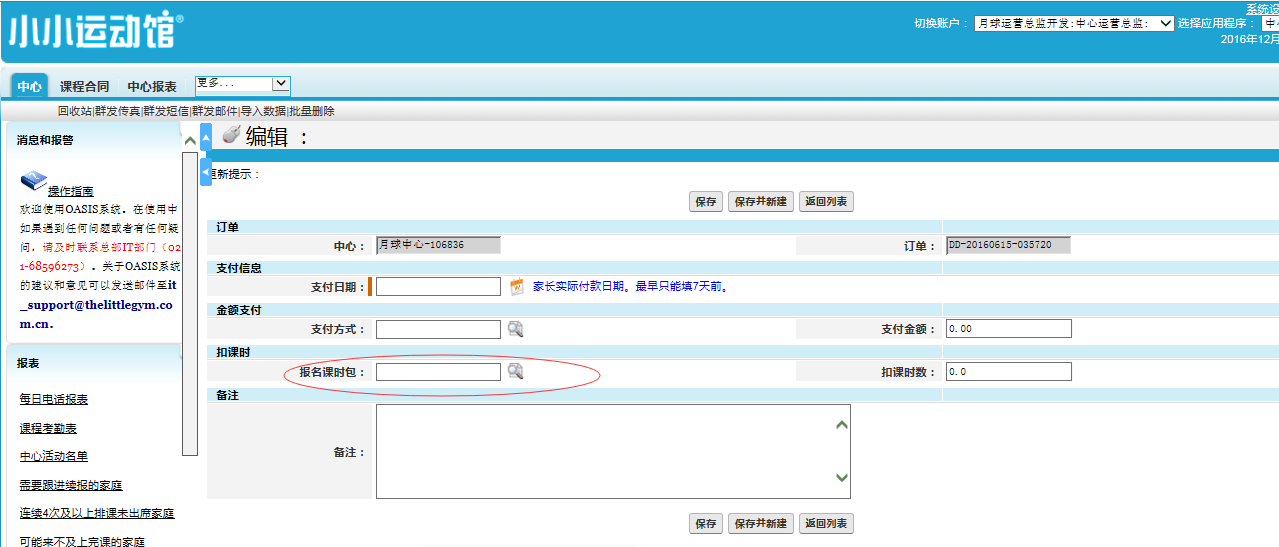 小小运动馆®
系统设
切换账户： 月球运营总监开发:中心运营总监: 选择应用程序： 中
2016年12月
中心 课程合同 中心报表 更多...
回收站|群发传真|群发短信|群发邮件|导入数据|批量删除
消息和报警
操作指南
欢迎使用OASIS系统。在使用中
如果遇到任何问题或者有任何疑
问，请及时联系总部IT部门（02
1-68596273）。关于OASIS系统
的建议和意见可以发送邮件至it
_support@thelittlegym.co
m.cn。
报表
每日电话报表
课程考勤表
中心活动名单
需要跟进续报的家庭
连续4次及以上排课未出席家庭
可能来不及上完课的家庭
编辑 ：
更新提示：
保存 保存并新建 返回列表
订单
中心： 月球中心-106836 订单： DD-20160615-035720
支付信息
支付日期： 家长实际付款日期。最早只能填7天前。
金额支付
支付方式： 支付金额： 0.00
扣课时
报名课时包： 扣课时数： 0.0
备注
备注：
保存 保存并新建 返回列表